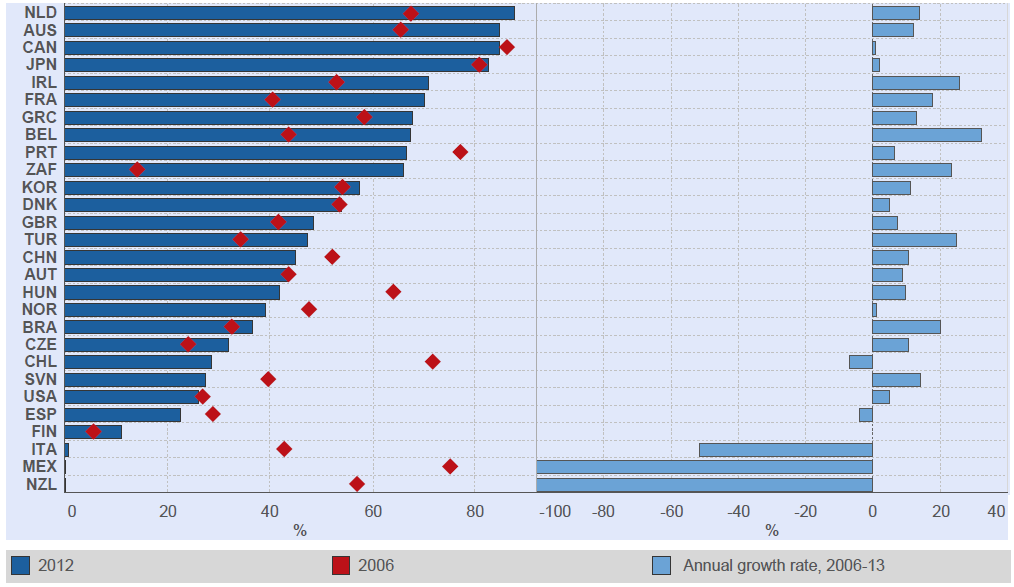 NLD
AUS
CAN
JPN
IRL
FRA
GRC
BEL
PRT
ZAF
KOR
DNK
GBR
TUR
CHN
AUT
HUN
NOR
BRA
CZE
CHL
SVN
USA
ESP
FIN
ITA
MEX
NZL
0 20 40 60 80 -100 -80 -60 -40 -20 0 20 40
% %
2012 2006 Annual growth rate, 2006-13